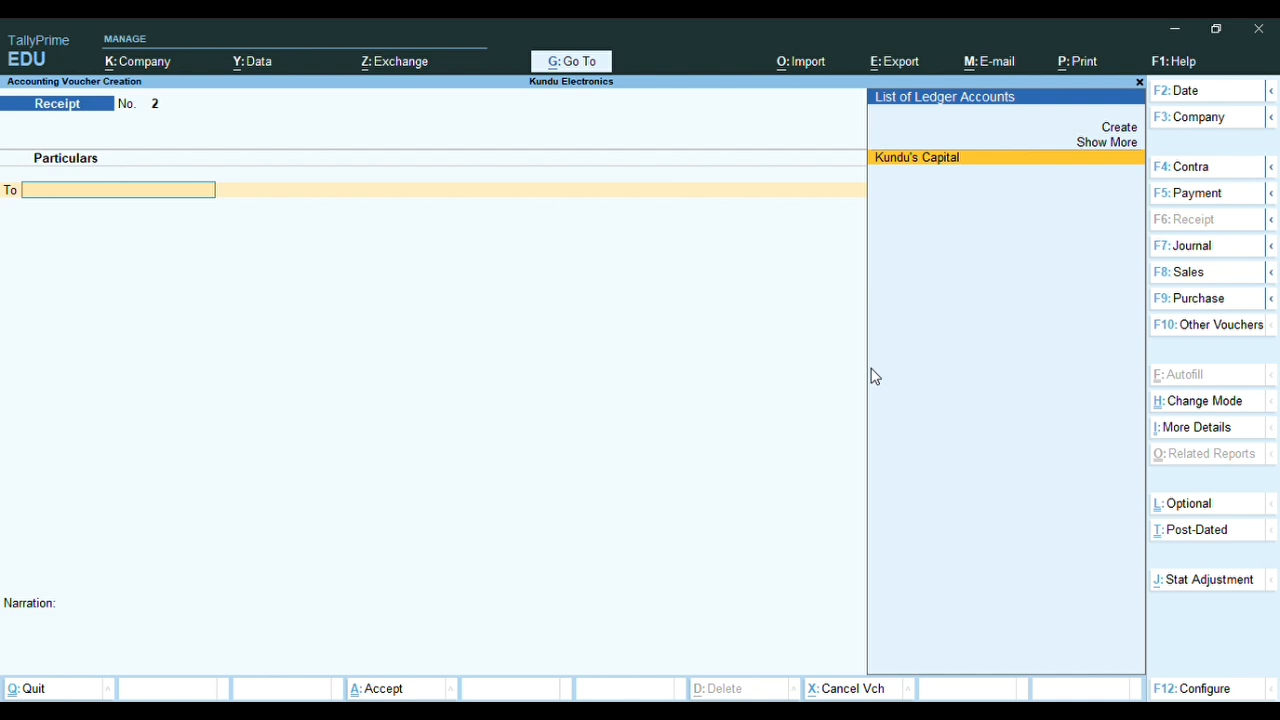 TallyPrime
EDU
MANAGE
K: Company
Y: Data
Z: Exchange
G: Go To
O: Import
E: Export
M: E-mail
P: Print
F1: Help
Accounting Voucher Creation
Kundu Electronics
×
Receipt No. 2
Particulars
To
Narration:
List of Ledger Accounts
Create
Show More
Kundu's Capital
F2: Date
F3: Company
F4: Contra
F5: Payment
F6: Receipt
F7: Journal
F8: Sales
F9: Purchase
F10: Other Vouchers
F: Autofill
H: Change Mode
I: More Details
O: Related Reports
L: Optional
T: Post-Dated
J: Stat Adjustment
Q: Quit
A: Accept
D: Delete
X: Cancel Vch
F12: Configure